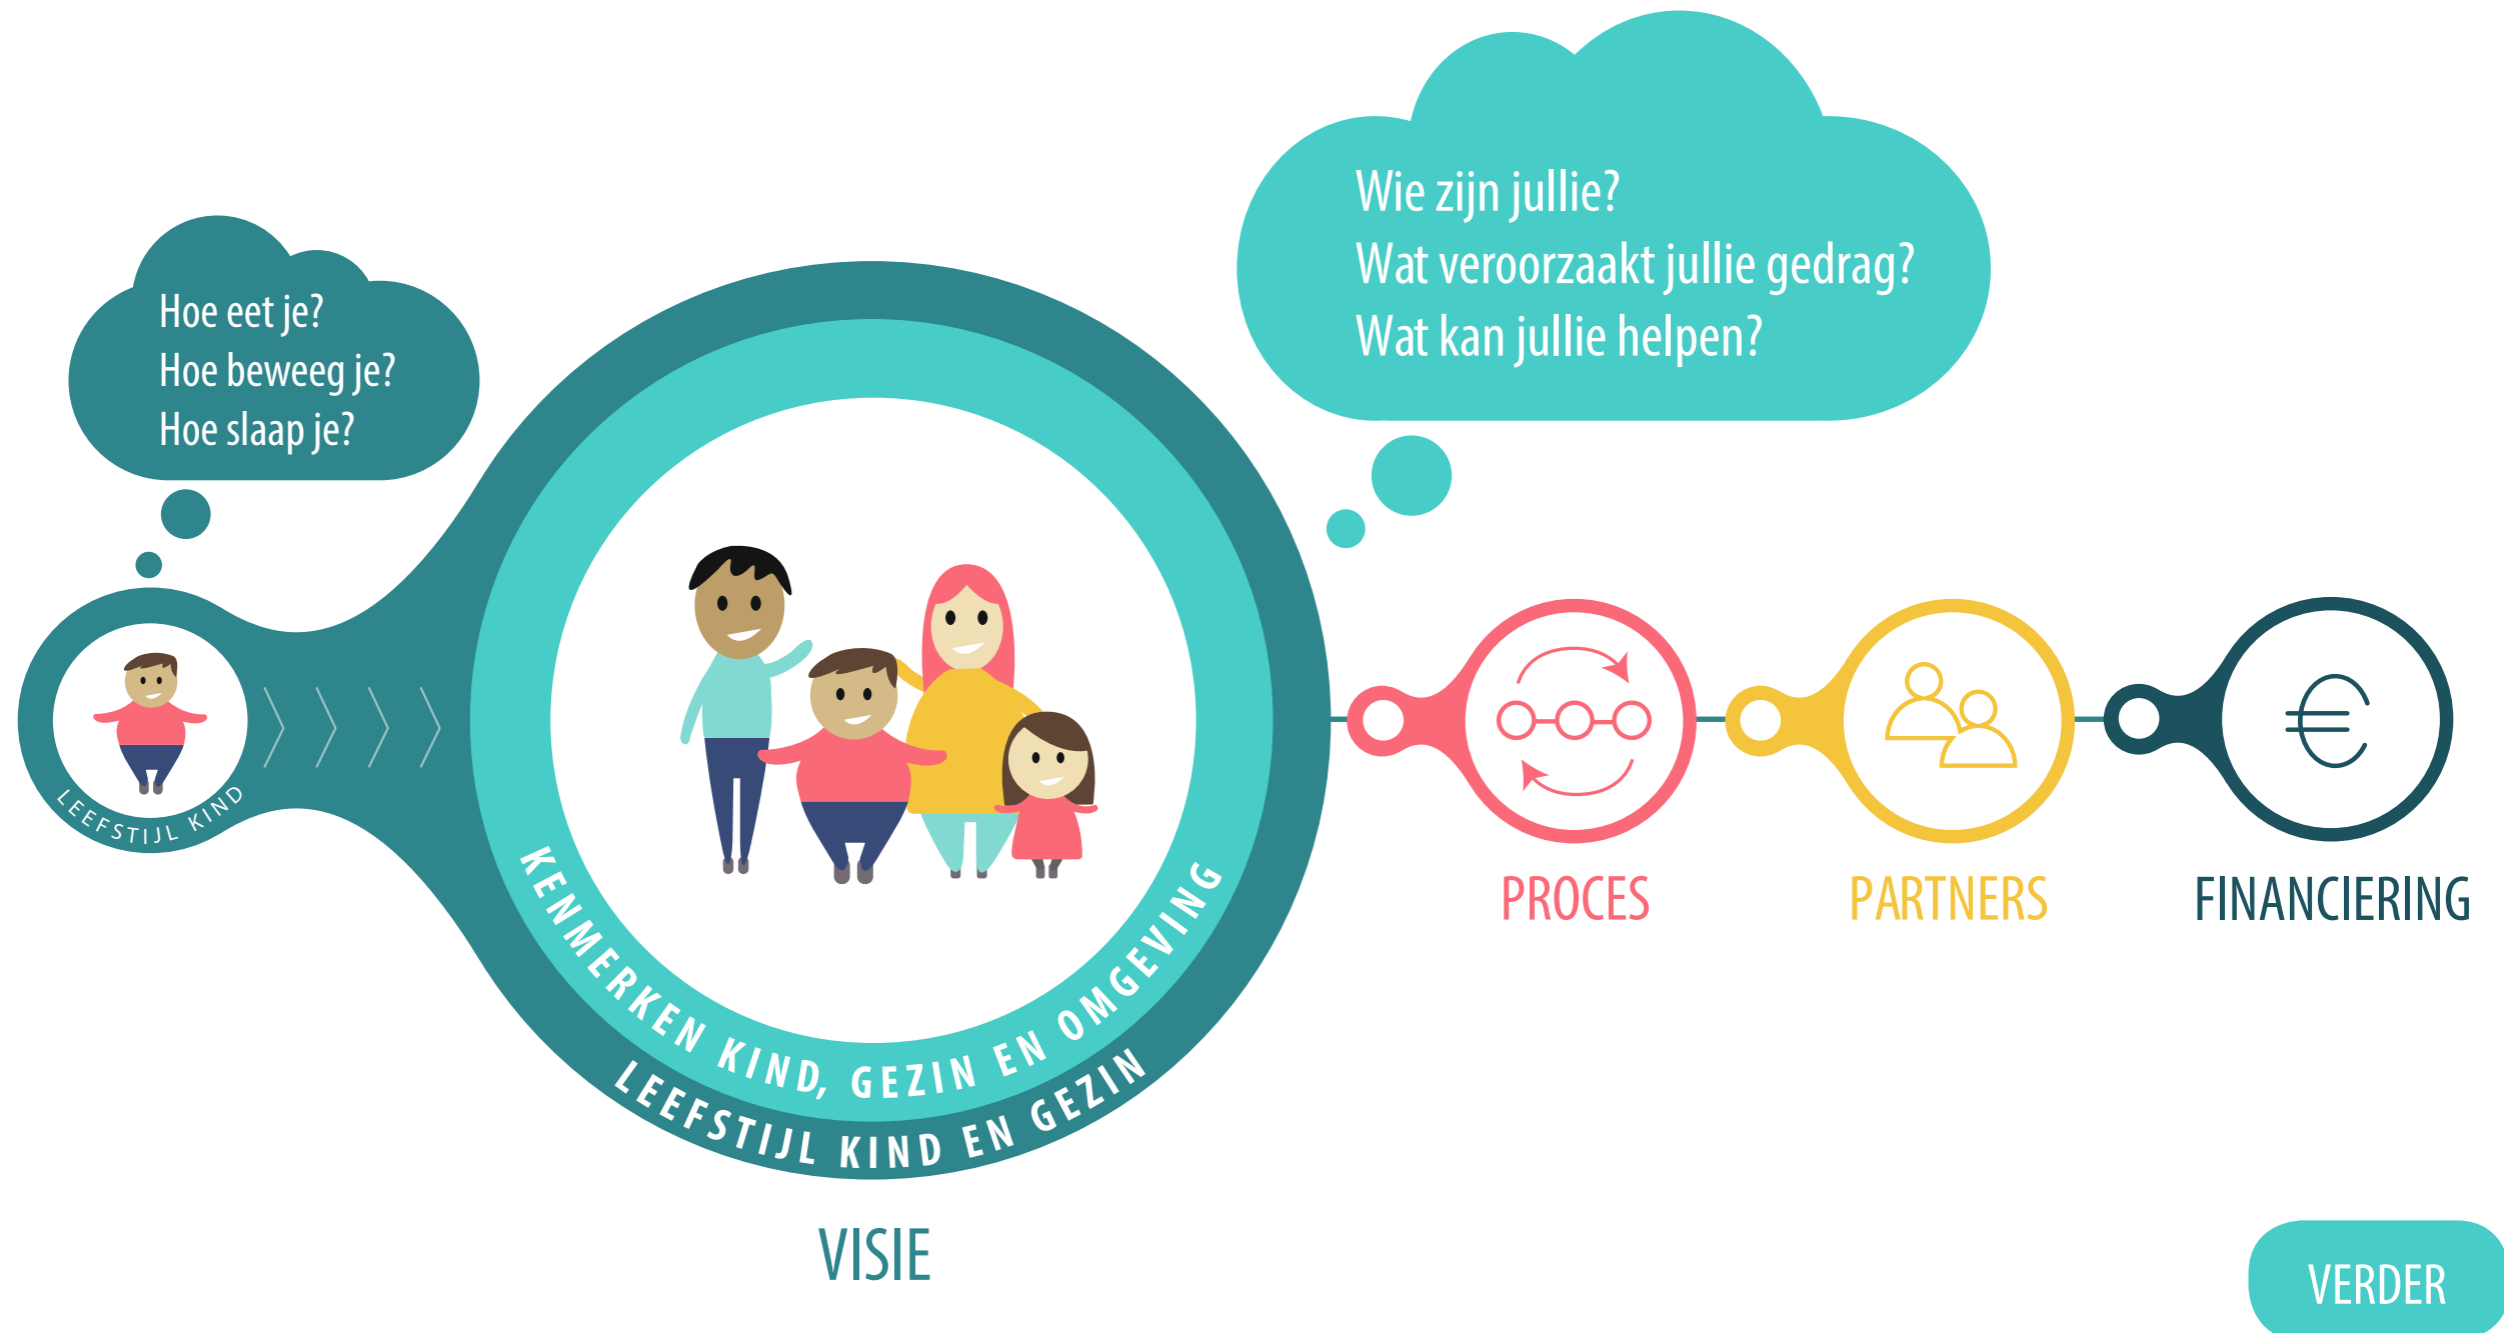 Hoe eet je?
Hoe beweeg je?
Hoe slaap je?
LEEFSTIJL KIND
Wie zijn jullie?
Wat veroorzaakt jullie gedrag?
Wat kan jullie helpen?
KENMERKEN KIND, GEZIN EN OMGEVING
LEEFSTIJL KIND EN GEZIN
VISIE
PROCES
PARTNERS
FINANCIERING
VERDER